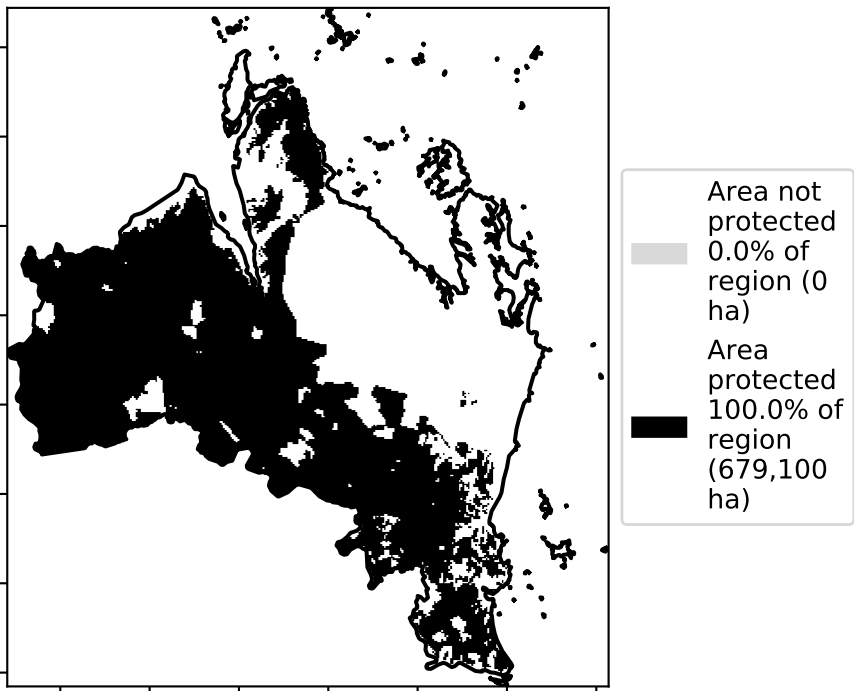 Area not
protected
0.0% of
region (0
ha)
Area
protected
100.0% of
region
(679,100
ha)